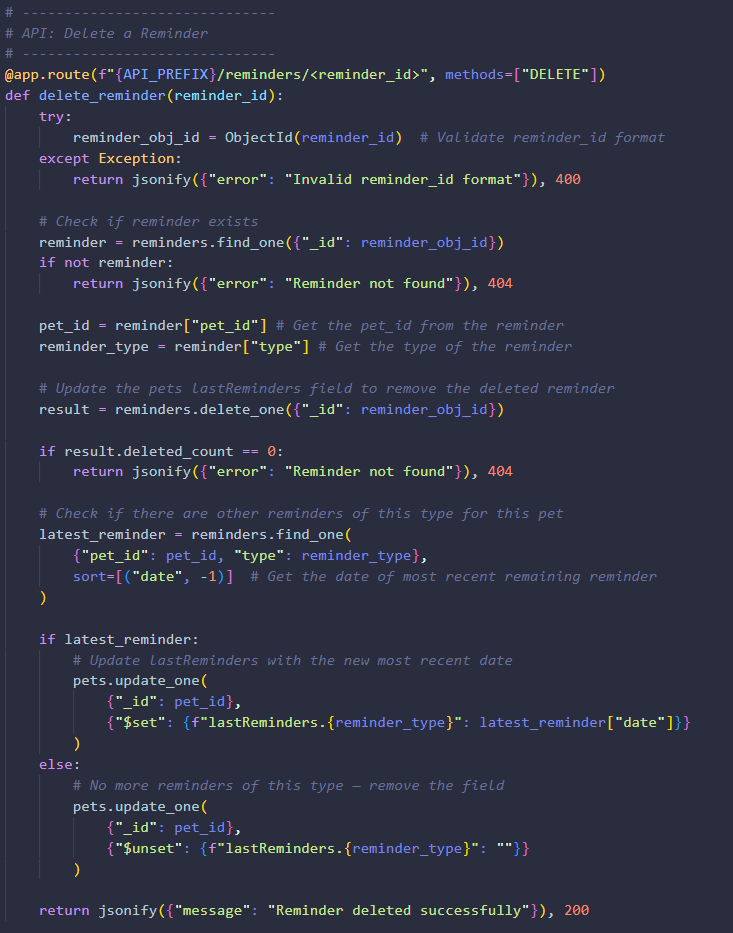 # ------------------------------
# API: Delete a Reminder
# ------------------------------
@app.route(f"{API_PREFIX}/reminders/<reminder_id>", methods=["DELETE"])
def delete_reminder(reminder_id):
    try:
        reminder_obj_id = ObjectId(reminder_id)  # Validate reminder_id format
    except Exception:
        return jsonify({"error": "Invalid reminder_id format"}), 400

    # Check if reminder exists
    reminder = reminders.find_one({"_id": reminder_obj_id})
    if not reminder:
        return jsonify({"error": "Reminder not found"}), 404

    pet_id = reminder["pet_id"] # Get the pet_id from the reminder
    reminder_type = reminder["type"] # Get the type of the reminder

    # Update the pets lastReminders field to remove the deleted reminder
    result = reminders.delete_one({"_id": reminder_obj_id})

    if result.deleted_count == 0:
        return jsonify({"error": "Reminder not found"}), 404

    # Check if there are other reminders of this type for this pet
    latest_reminder = reminders.find_one(
        {"pet_id": pet_id, "type": reminder_type},
        sort=[("date", -1)]  # Get the date of most recent remaining reminder
    )

    if latest_reminder:
        # Update lastReminders with the new most recent date
        pets.update_one(
            {"_id": pet_id},
            {"$set": {f"lastReminders.{reminder_type}": latest_reminder["date"]}}
        )
    else:
        # No more reminders of this type — remove the field
        pets.update_one(
            {"_id": pet_id},
            {"$unset": {f"lastReminders.{reminder_type}": ""}}
        )

    return jsonify({"message": "Reminder deleted successfully"}), 200